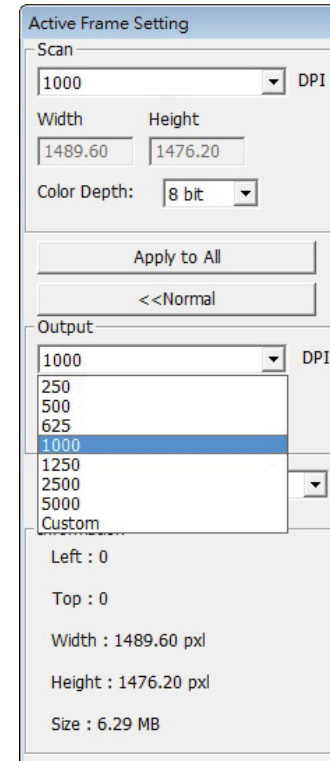 Active Frame Setting
Scan
1000 DPI
Width Height
1489.60 1476.20
Color Depth: 8 bit
Apply to All
<<Normal
Output
1000 DPI
250
500
625
1000
1250
2500
5000
Custom
Left : 0
Top : 0
Width : 1489.60 pxl
Height : 1476.20 pxl
Size : 6.29 MB